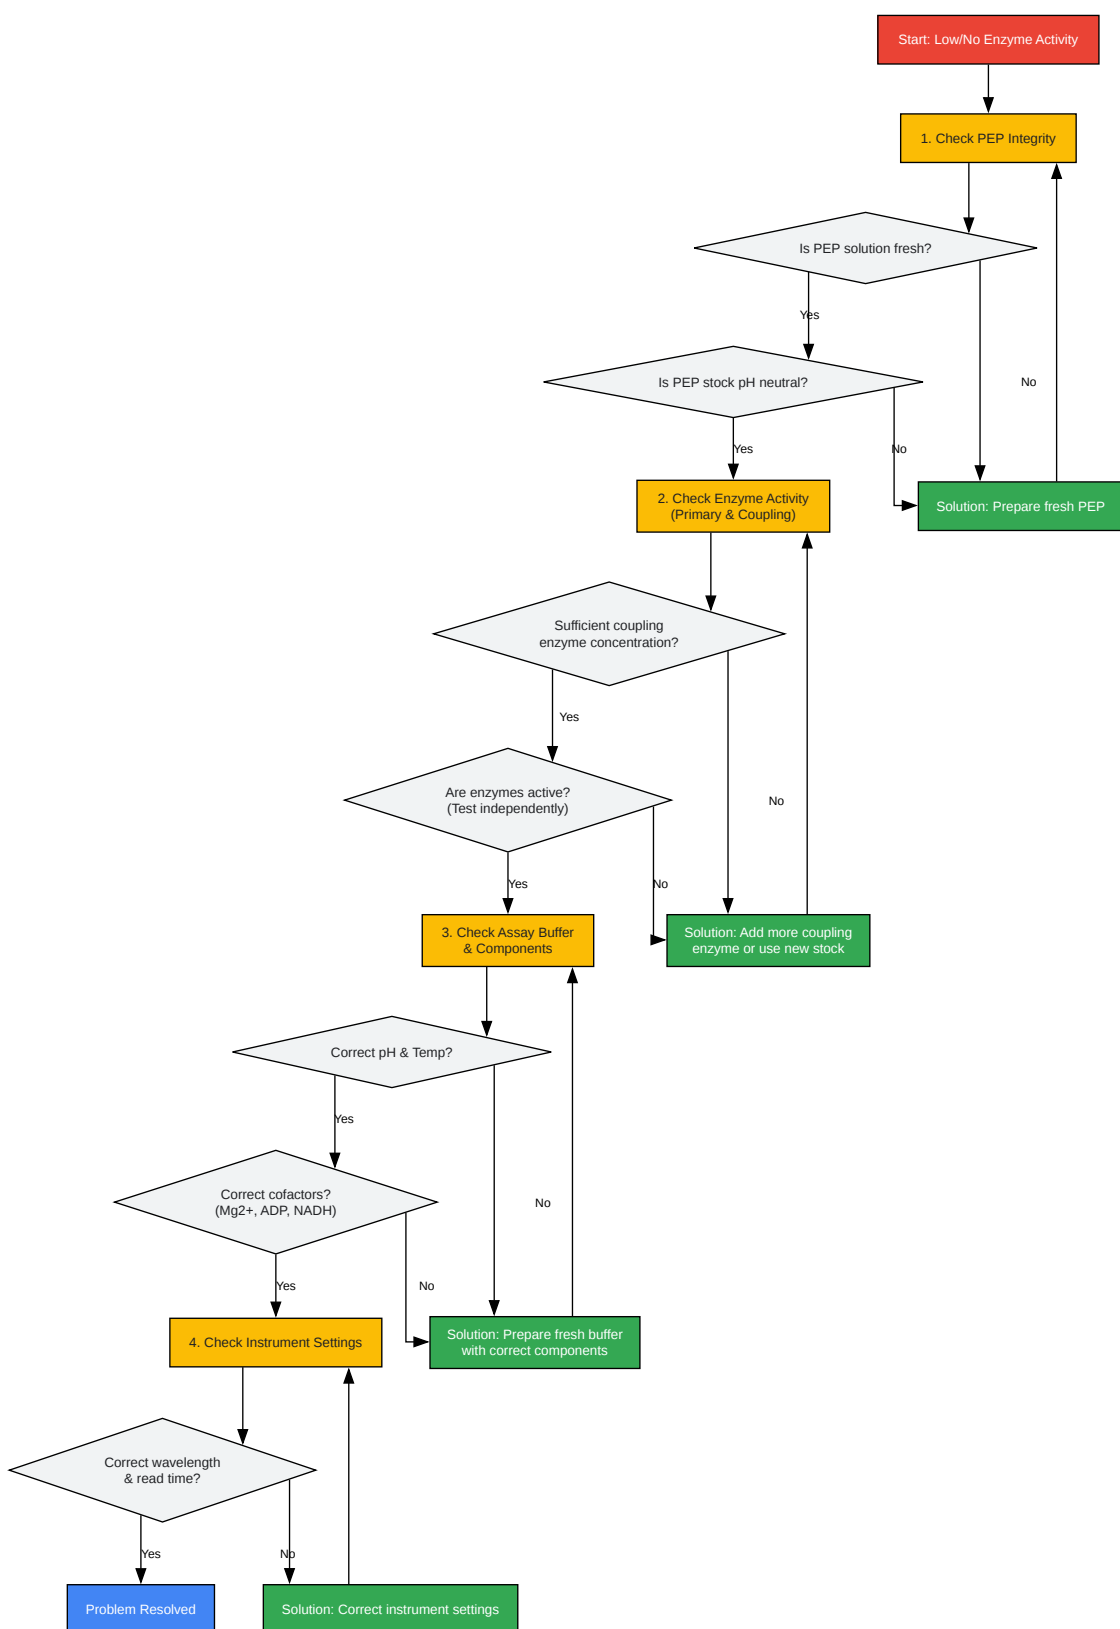 Start: Low/No Enzyme Activity
1. Check PEP Integrity
Is PEP solution fresh?
Yes
Is PEP stock pH neutral?
No
Yes
No
2. Check Enzyme Activity
(Primary & Coupling)
Solution: Prepare fresh PEP
Sufficient coupling
enzyme concentration?
Yes
Are enzymes active?
(Test independently)
No
Yes
No
3. Check Assay Buffer
& Components
Solution: Add more coupling
enzyme or use new stock
Correct pH & Temp?
Yes
Correct cofactors?
(Mg2+, ADP, NADH)
No
Yes
No
4. Check Instrument Settings
Solution: Prepare fresh buffer
with correct components
Correct wavelength
& read time?
Yes
No
Problem Resolved
Solution: Correct instrument settings